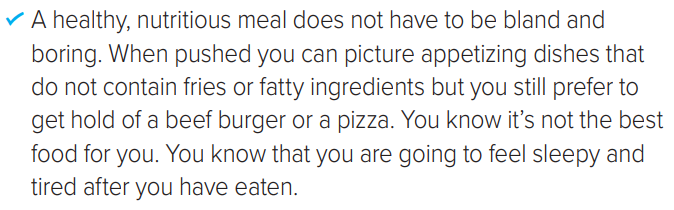 ✓ A healthy, nutritious meal does not have to be bland and
boring. When pushed you can picture appetizing dishes that
do not contain fries or fatty ingredients but you still prefer to
get hold of a beef burger or a pizza. You know it’s not the best
food for you. You know that you are going to feel sleepy and
tired after you have eaten.